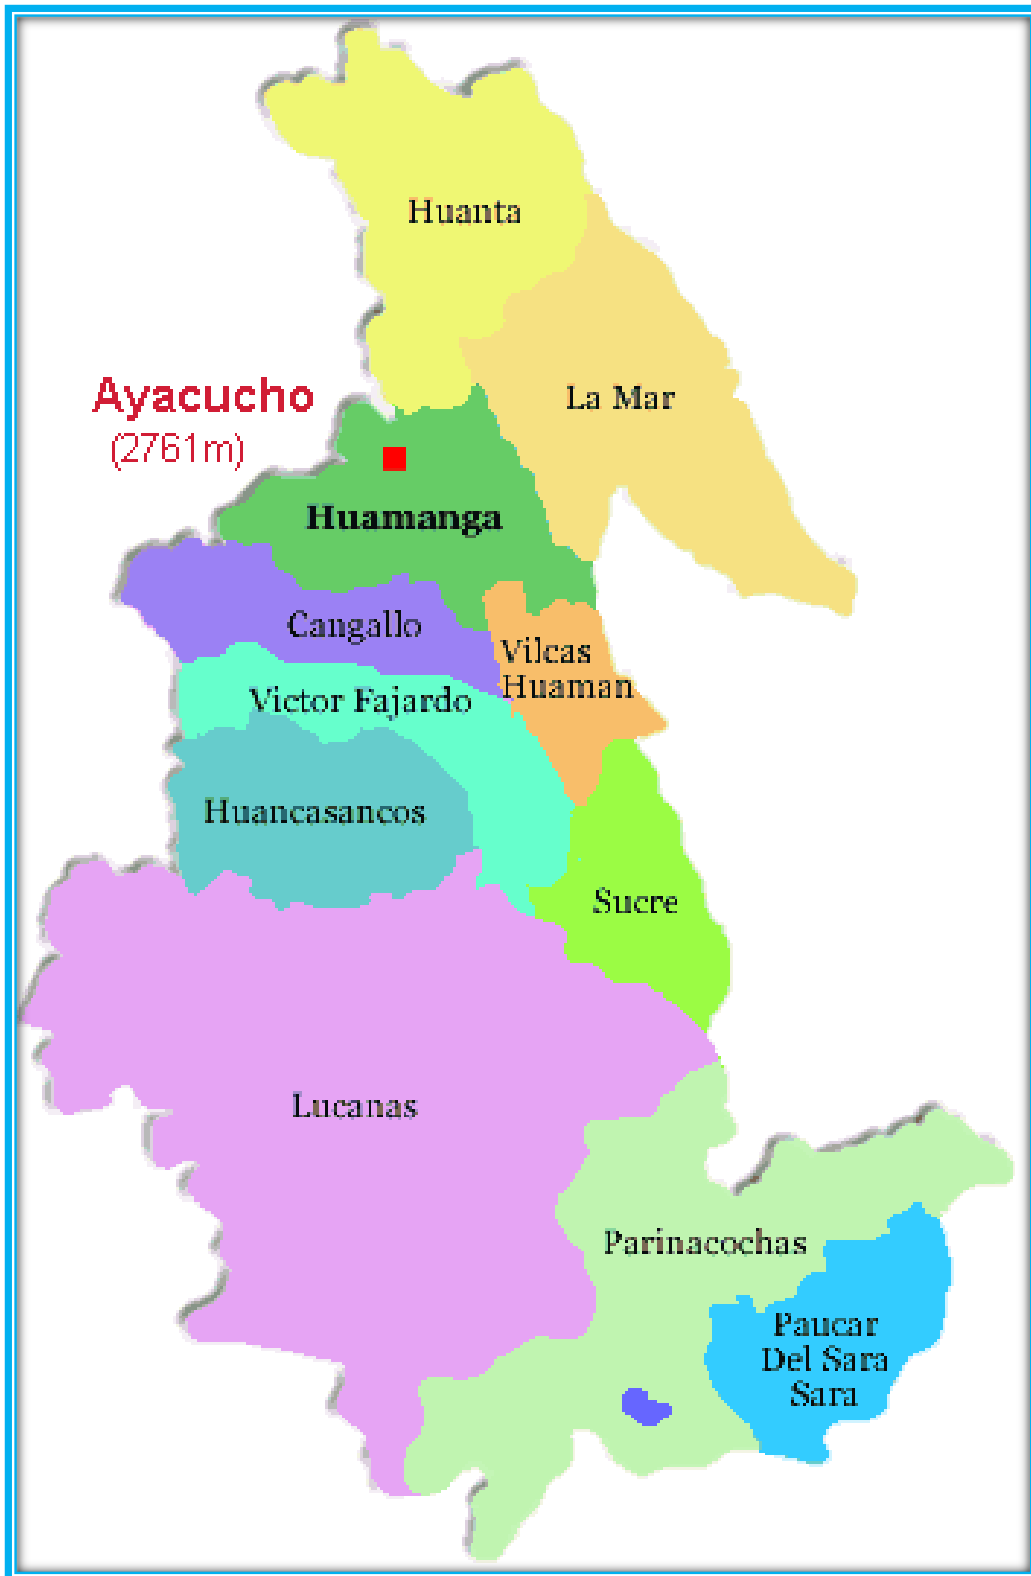 Huanta
La Mar
Ayacucho
(2761m)
Huamanga
Cangallo
Vilcas
Huaman
Victor Fajardo
Huancasancos
Sucre
Lucanas
Parinacochas
Paucar
Del Sara
Sara